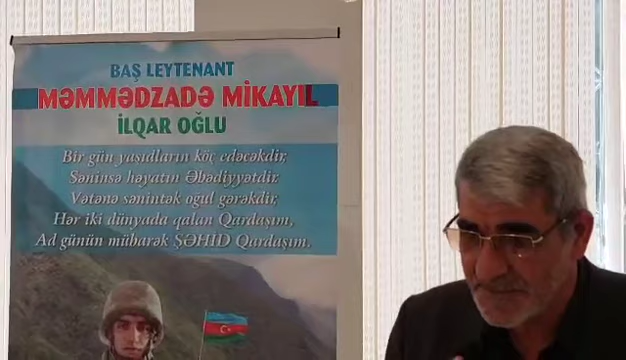 BAŞ LEYTENANT
MƏMMƏDZADƏ MİKAYIL
İLQAR OĞLU
Bir gün yaşıdların köç edəcəkdir,
Səninsə həyatın Əbədiyyətdir.
Vətənə sənintək oğul gərəkdir,
Hər iki dünyada qalan Qardaşım,
Ad günün mübarək ŞƏHİD Qardaşım.